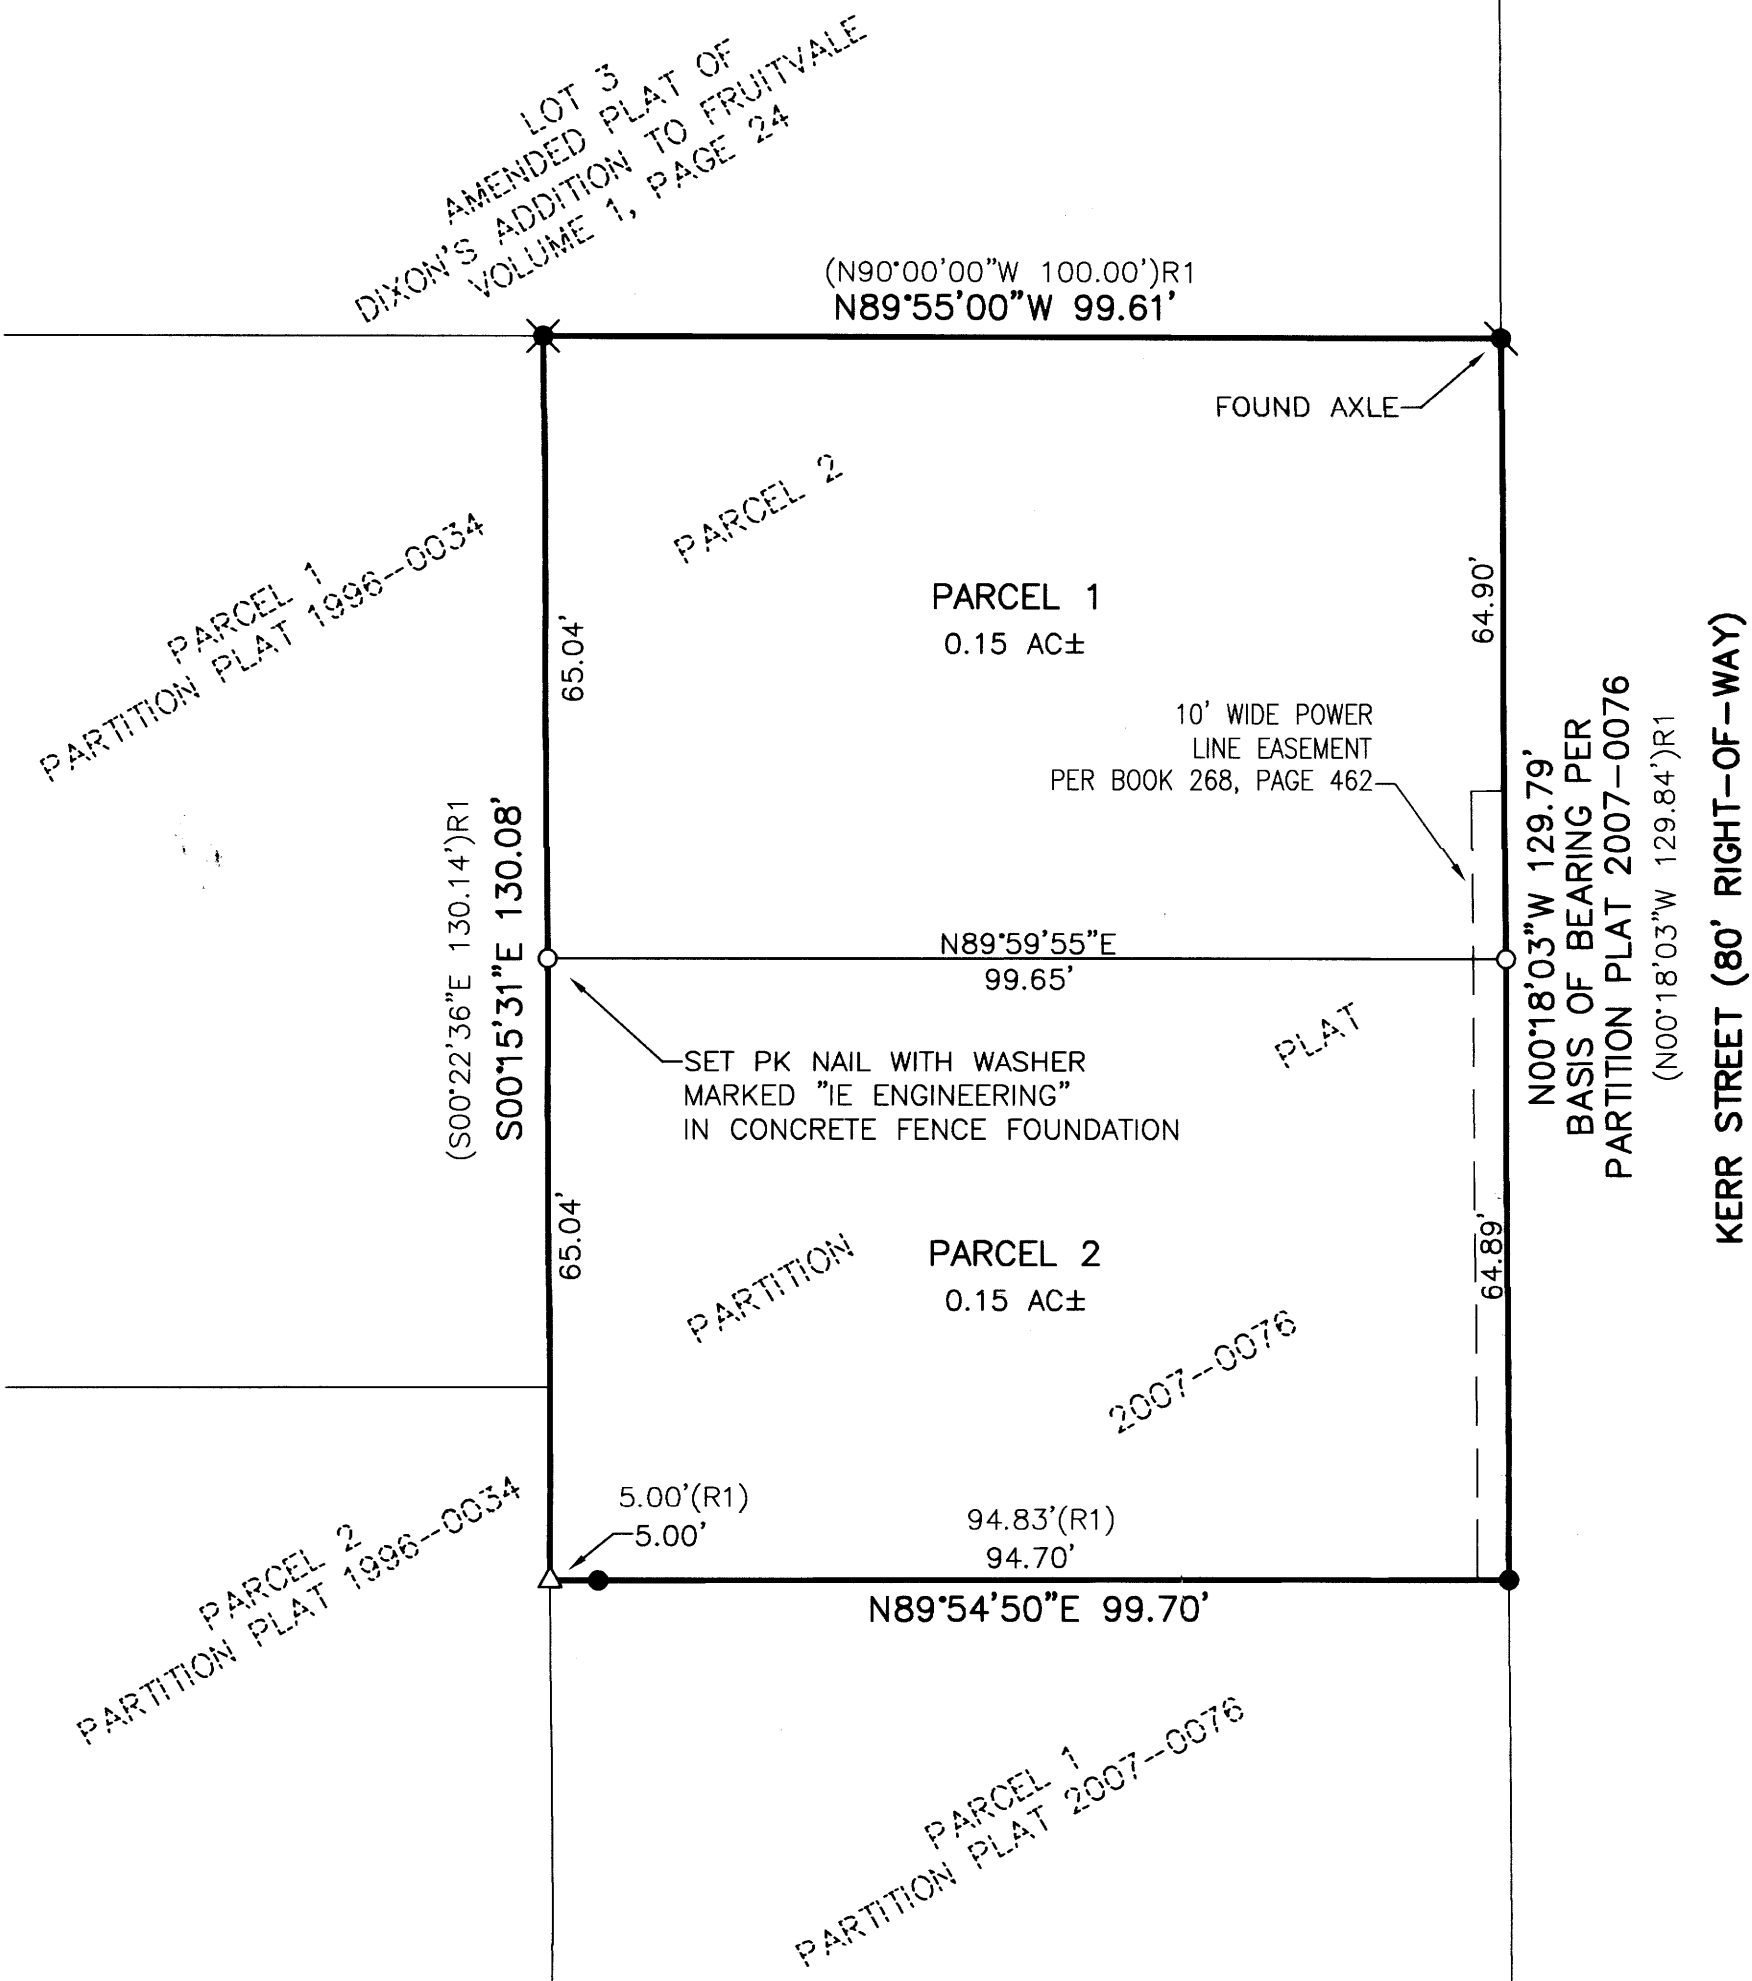 LOT 3
AMENDED PLAT OF
DIXON'S ADDITION TO FRUITVALE
VOLUME 1, PAGE 24
(N90°00'00"W 100.00')R1
N89°55'00"W 99.61'
FOUND AXLE
PARCEL 2
PARCEL 1
PARTITION PLAT 1996-0034
PARCEL 1
0.15 AC±
65.04'
64.90'
10' WIDE POWER
LINE EASEMENT
PER BOOK 268, PAGE 462
(S00°22'36"E 130.14')R1
S00°15'31"E 130.08'
N89°59'55"E
99.65'
N00°18'03"W 129.79'
BASIS OF BEARING PER
PARTITION PLAT 2007-0076
(N00°18'03"W 129.84')R1
KERR STREET (80' RIGHT-OF-WAY)
PLAT
SET PK NAIL WITH WASHER
MARKED "IE ENGINEERING"
IN CONCRETE FENCE FOUNDATION
65.04'
64.89'
PARTITION
PARCEL 2
0.15 AC±
2007-0076
5.00'(R1)
5.00'
94.83'(R1)
94.70'
N89°54'50"E 99.70'
PARCEL 2
PARTITION PLAT 1996-0034
PARCEL 1
PARTITION PLAT 2007-0076